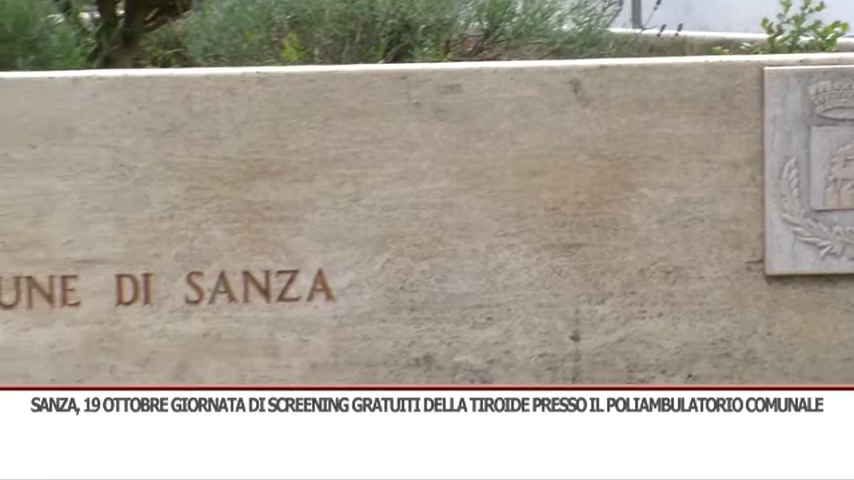 UNE DI SANZA
SANZA, 19 OTTOBRE GIORNATA DI SCREENING GRATUITI DELLA TIROIDE PRESSO IL POLIAMBULATORIO COMUNALE